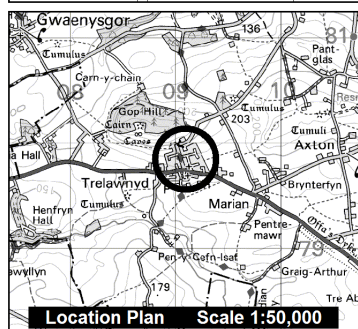 Gwaenysgor
136
81
Tumulus
Pant-
glas
Carn-y-chain
08
09
10
Gop Hill
Cairn
Caves
203
Tumulus
Tumuli
Axton
a Hall
Trelawnyd
Tumulus
Marian
Brynterfyn
Henfryn
Hall
Pentre-
mawr
Offa's Dyke
79
ewyllyn
Pen-y-Cefn-Isaf
Greig-Arthur
179
Tre Ab
Location Plan Scale 1:50,000